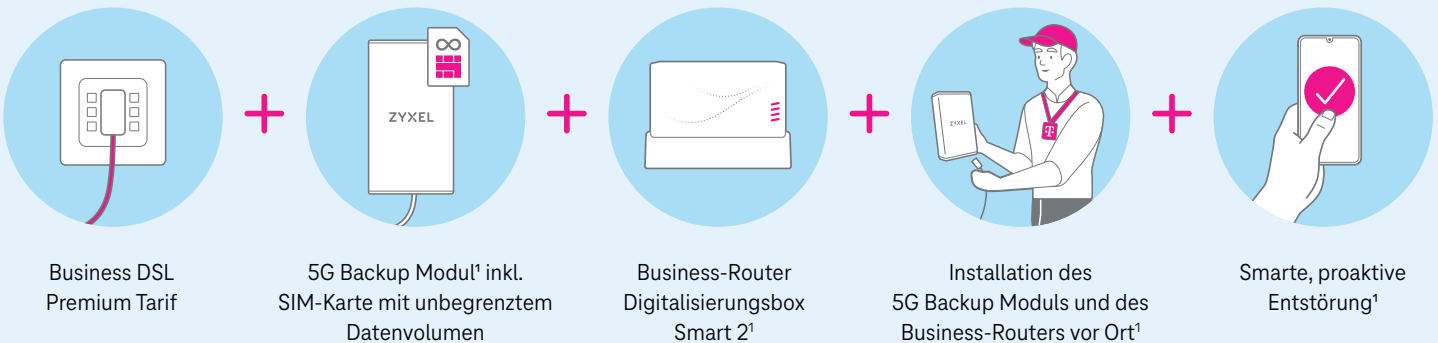 ZYXEL
ZYXEL
T
Business DSL
Premium Tarif
5G Backup Modul¹ inkl.
SIM-Karte mit unbegrenztem
Datenvolumen
Business-Router
Digitalisierungsbox
Smart 2¹
Installation des
5G Backup Moduls und des
Business-Routers vor Ort¹
Smarte, proaktive
Entstörung¹